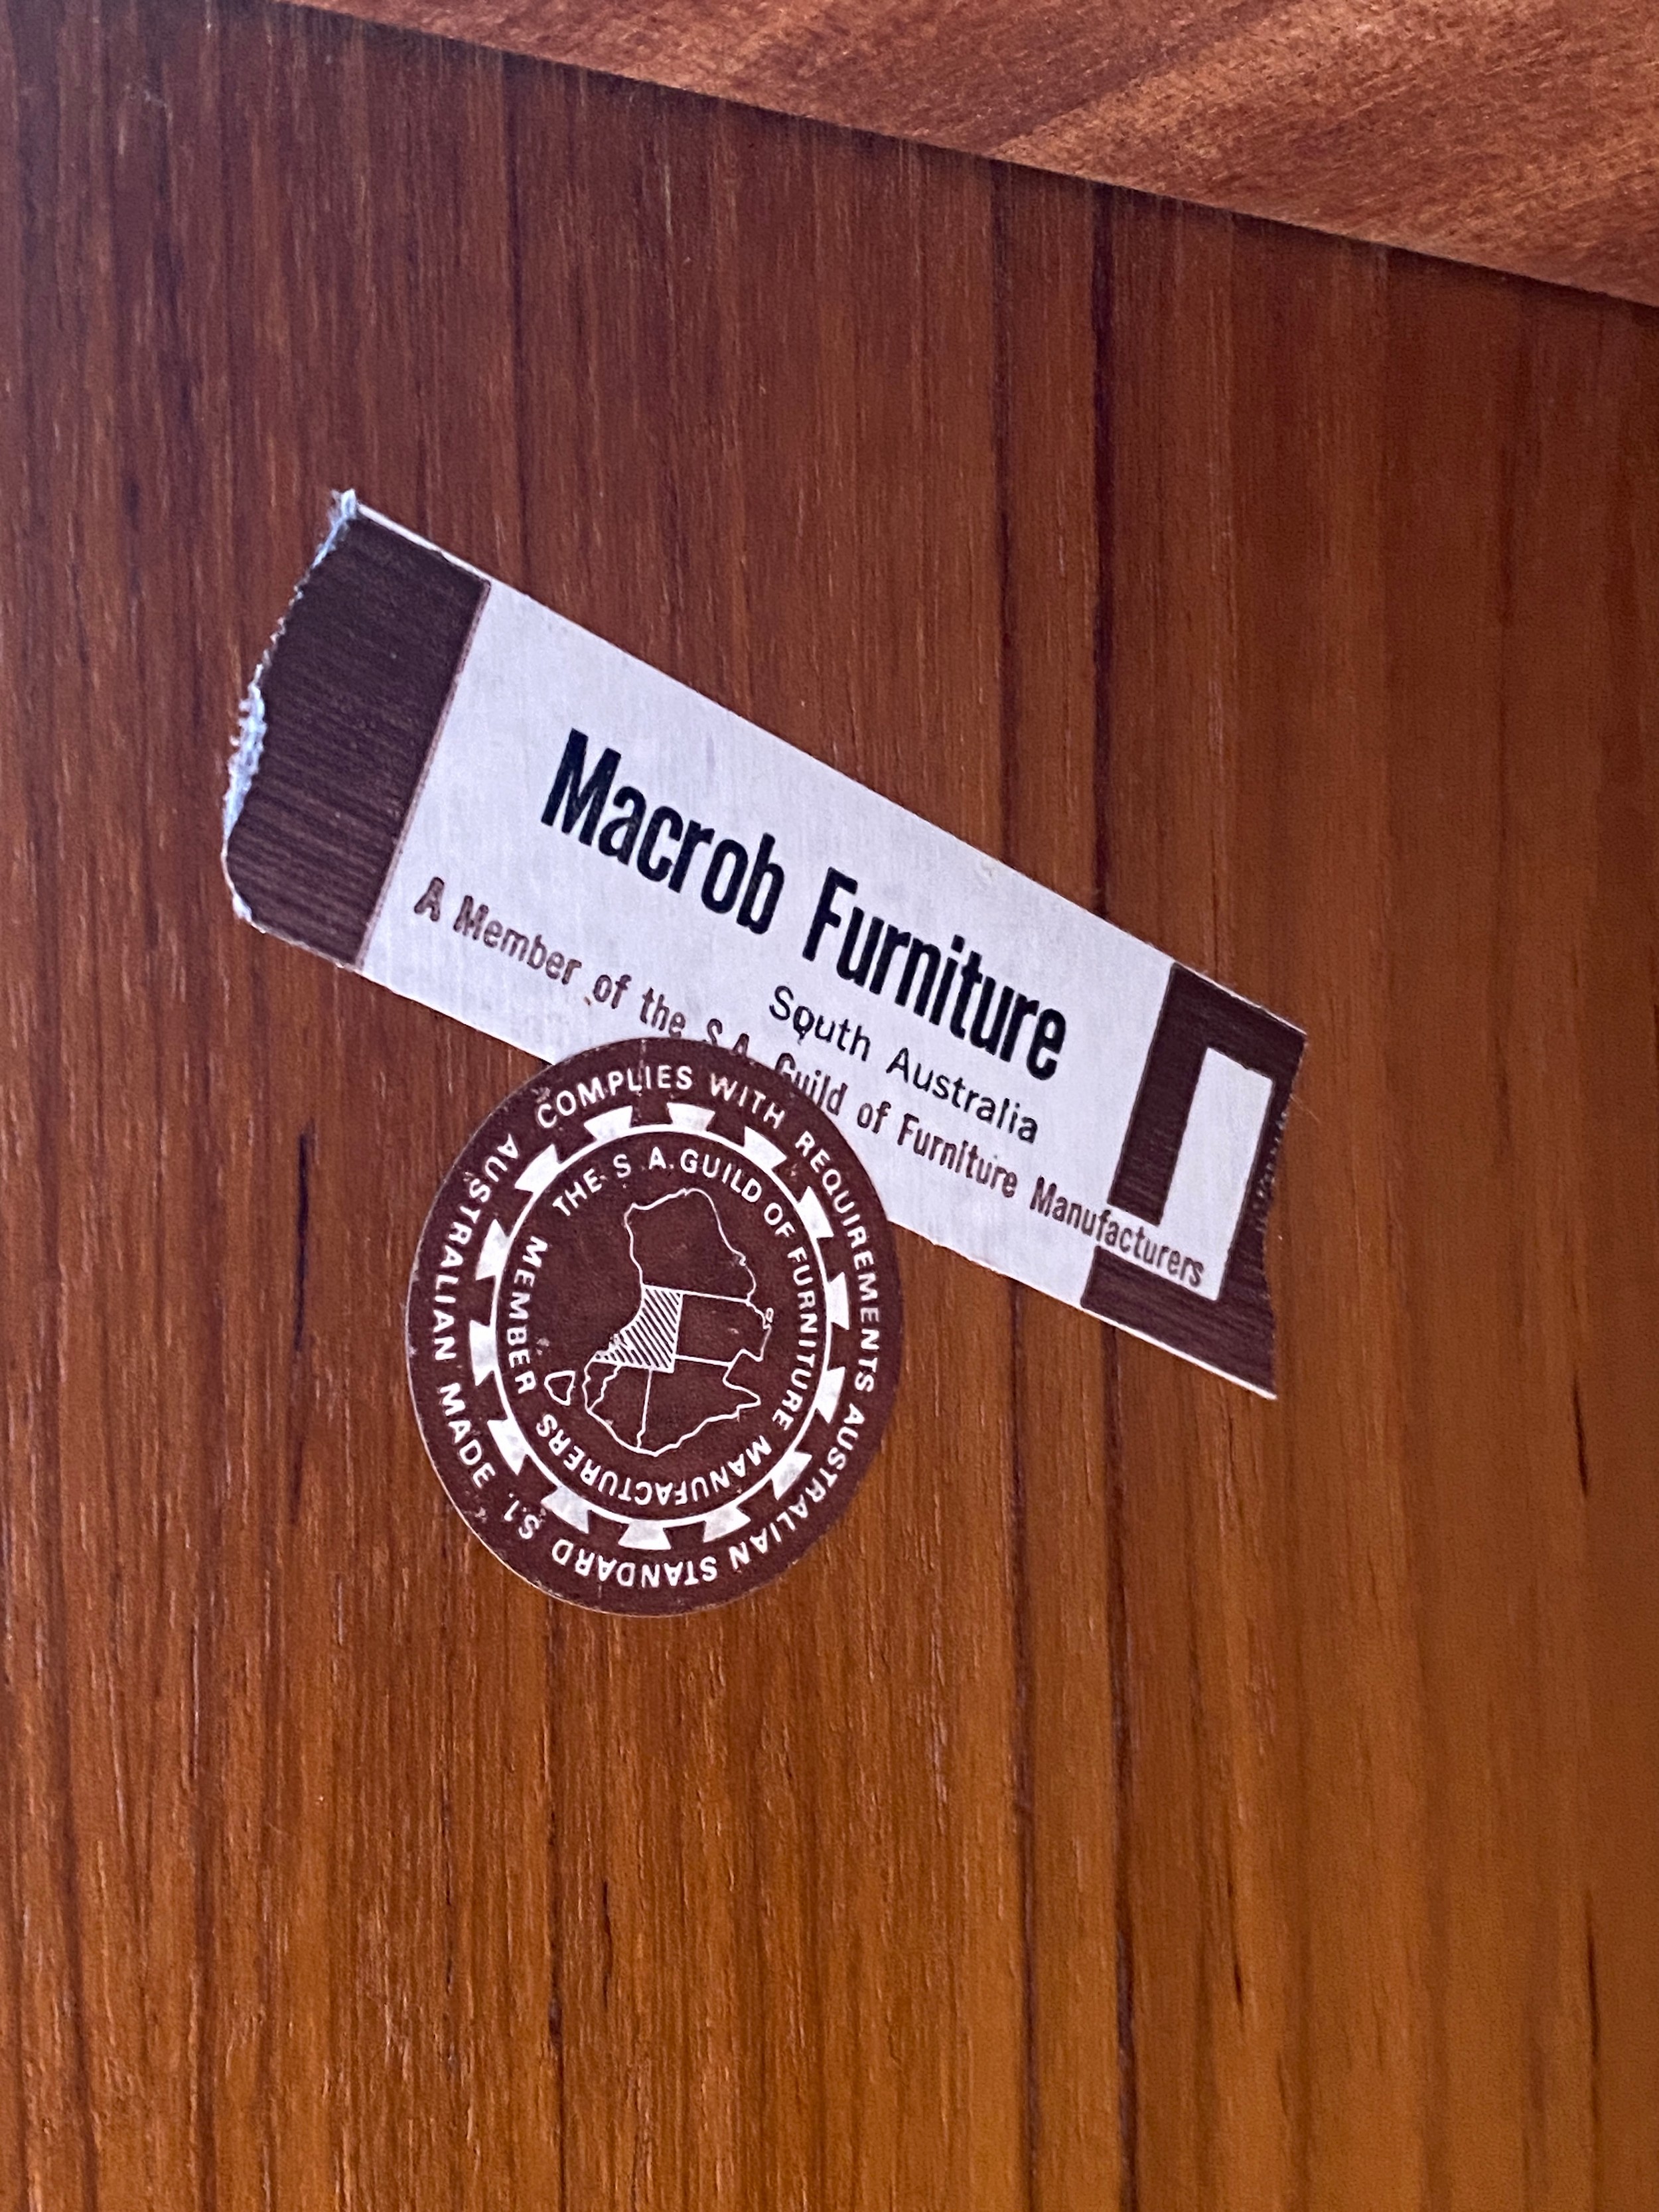 Macrob Furniture
South Australia
A Member of the S.A. Guild of Furniture Manufacturers
COMPLIES WITH REQUIREMENTS AUSTRALIAN STANDARD S.1
AUSTRALIAN MADE AUSTRALIA
MEMBER THE S.A. GUILD OF FURNITURE MANUFACTURERS